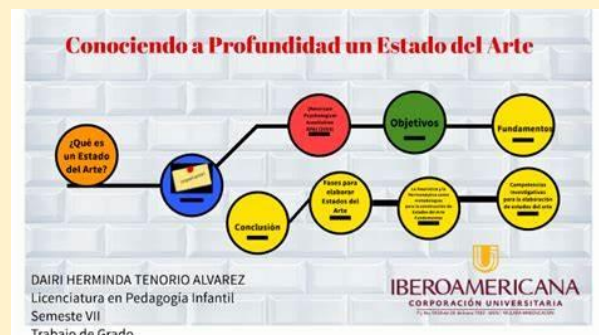 Conociendo a Profundidad un Estado del Arte
¿Qué es
un Estado
del Arte?
Objetivos
Fundamentos
Conclusión
Fases para
elaborar
Estados del
Arte
Competencias
investigativas
para la elaboración
de estados del arte
DAIRI HERMINDA TENORIO ALVAREZ
Licenciatura en Pedagogía Infantil
Semeste VII
Trabajo de Grado
IBEROAMERICANA
CORPORACIÓN UNIVERSITARIA